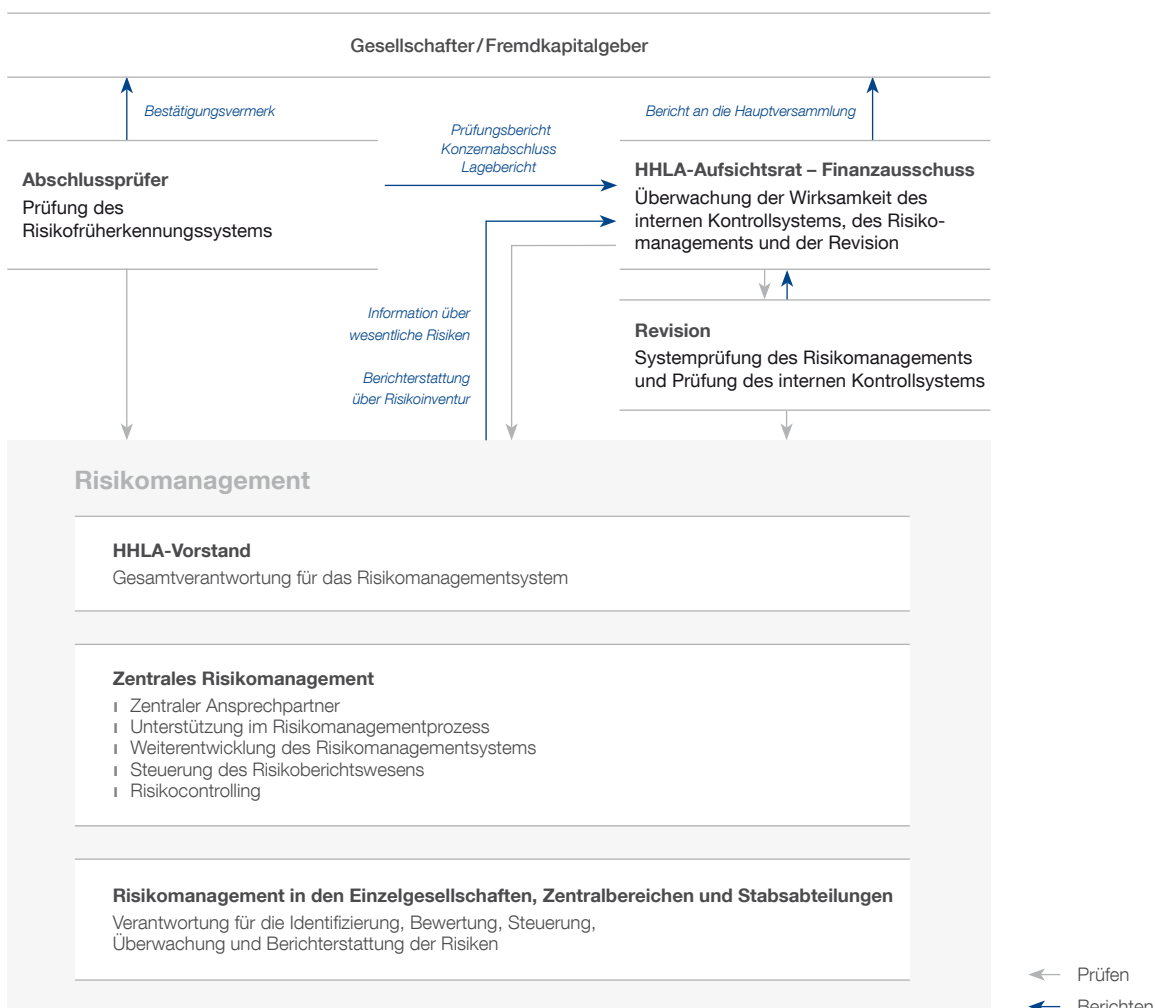 Gesellschafter/Fremdkapitalgeber
Bestätigungsvermerk
Prüfungsbericht
Konzernabschluss
Lagebericht
Bericht an die Hauptversammlung
Abschlussprüfer
Prüfung des
Risikofrüherkennungssystems
HHLA-Aufsichtsrat – Finanzausschuss
Überwachung der Wirksamkeit des
internen Kontrollsystems, des Risiko-
managements und der Revision
Information über
wesentliche Risiken
Berichterstattung
über Risikoinventur
Revision
Systemprüfung des Risikomanagements
und Prüfung des internen Kontrollsystems
Risikomanagement
HHLA-Vorstand
Gesamtverantwortung für das Risikomanagementsystem
Zentrales Risikomanagement
Zentraler Ansprechpartner
Unterstützung im Risikomanagementprozess
Weiterentwicklung des Risikomanagementsystems
Steuerung des Risikoberichtswesens
Risikocontrolling
Risikomanagement in den Einzelgesellschaften, Zentralbereichen und Stabsabteilungen
Verantwortung für die Identifizierung, Bewertung, Steuerung,
Überwachung und Berichterstattung der Risiken
Prüfen
Berichten